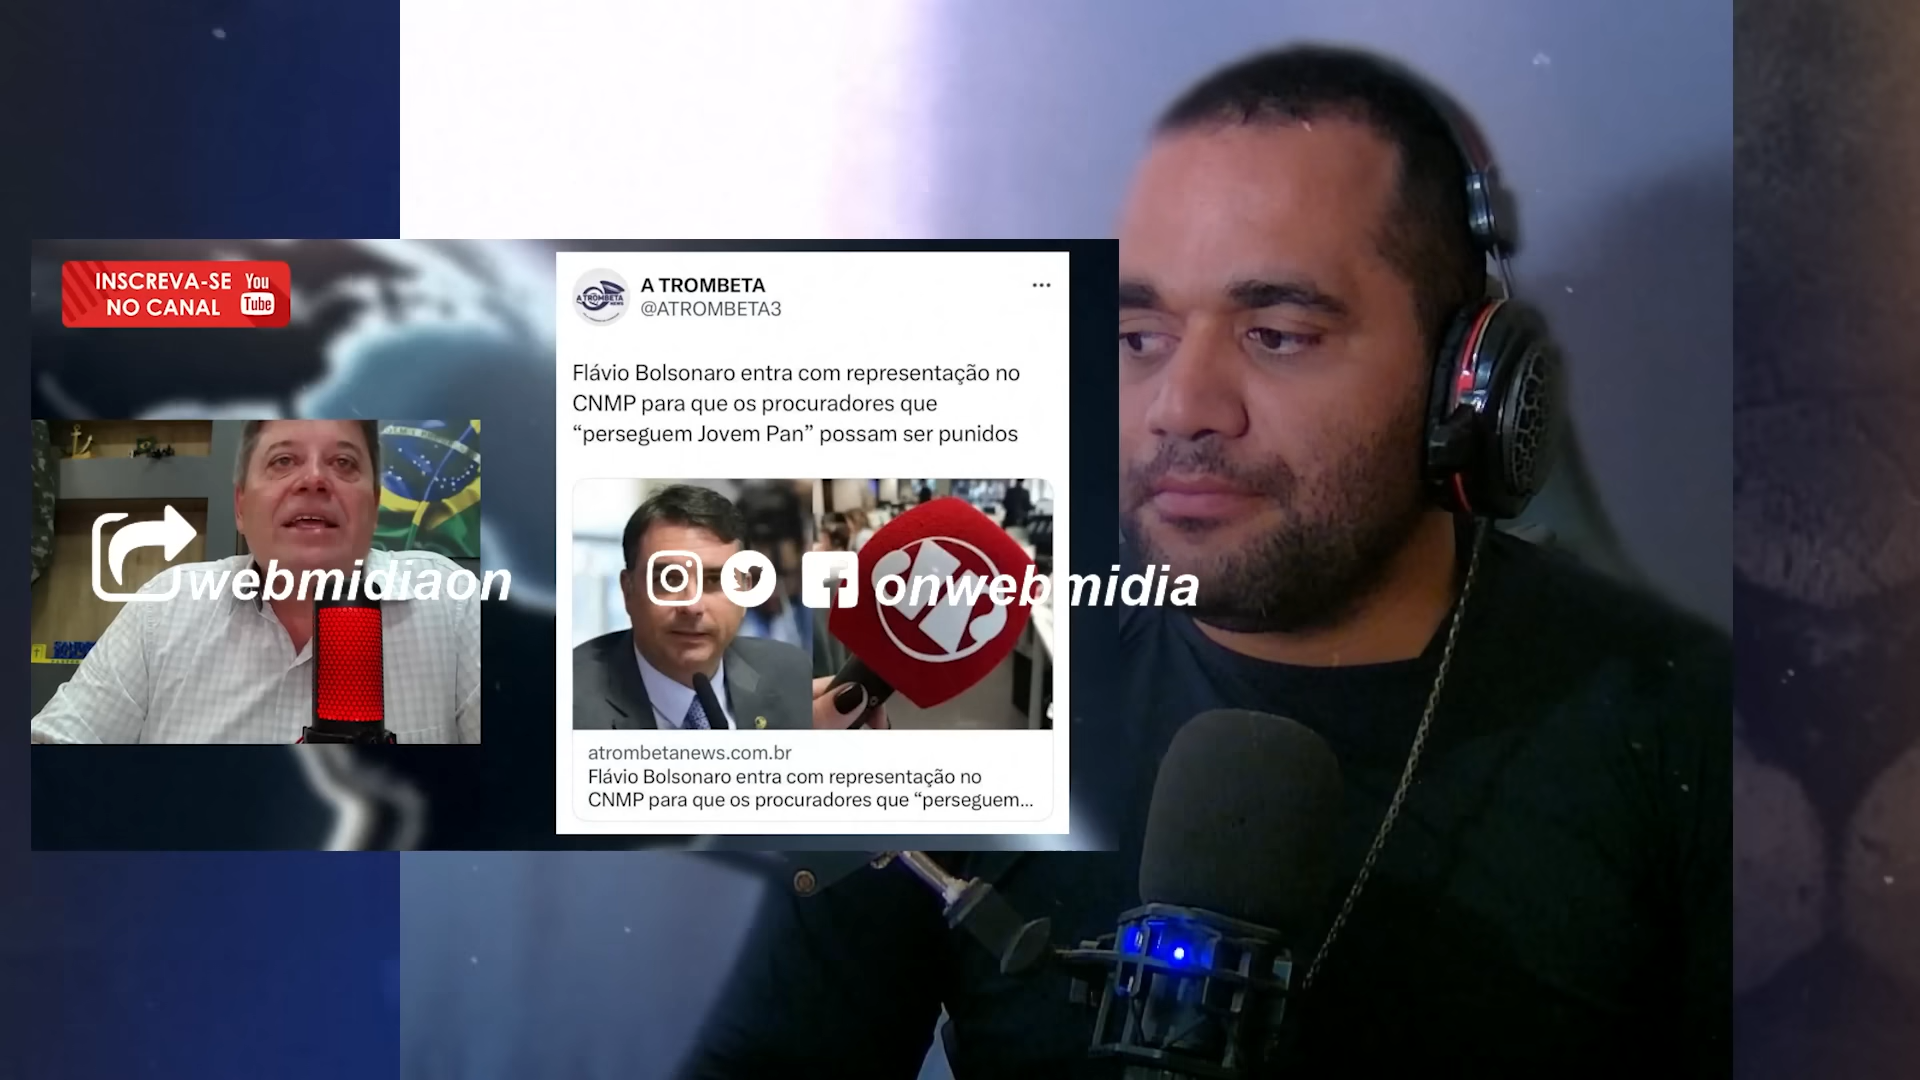 INSCREVA-SE
NO CANAL
You
Tube
A TROMBETA
@ATROMBETA3
Flávio Bolsonaro entra com representação no
CNMP para que os procuradores que
“perseguem Jovem Pan” possam ser punidos
webmidiaon
onwebmidia
atrombetanews.com.br
Flávio Bolsonaro entra com representação no
CNMP para que os procuradores que “perseguem...